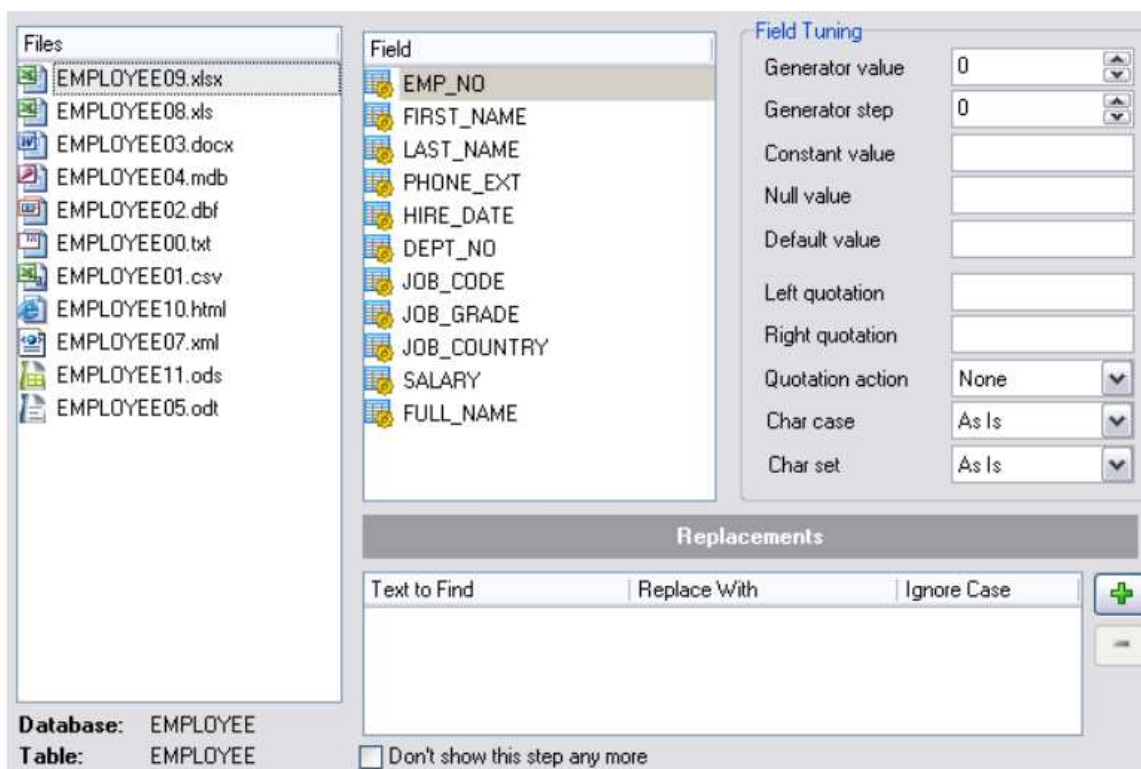 Files
EMPLOYEE09.xlsx
EMPLOYEE08.xls
EMPLOYEE03.docx
EMPLOYEE04.mdb
EMPLOYEE02.dbf
EMPLOYEE00.txt
EMPLOYEE01.csv
EMPLOYEE10.html
EMPLOYEE07.xml
EMPLOYEE11.ods
EMPLOYEE05.odt
Database: EMPLOYEE
Table: EMPLOYEE
Field
EMP_NO
FIRST_NAME
LAST_NAME
PHONE_EXT
HIRE_DATE
DEPT_NO
JOB_CODE
JOB_GRADE
JOB_COUNTRY
SALARY
FULL_NAME
Field Tuning
Generator value 0
Generator step 0
Constant value
Null value
Default value
Left quotation
Right quotation
Quotation action None
Char case As Is
Char set As Is
Replacements
Text to Find Replace With Ignore Case
Don't show this step any more